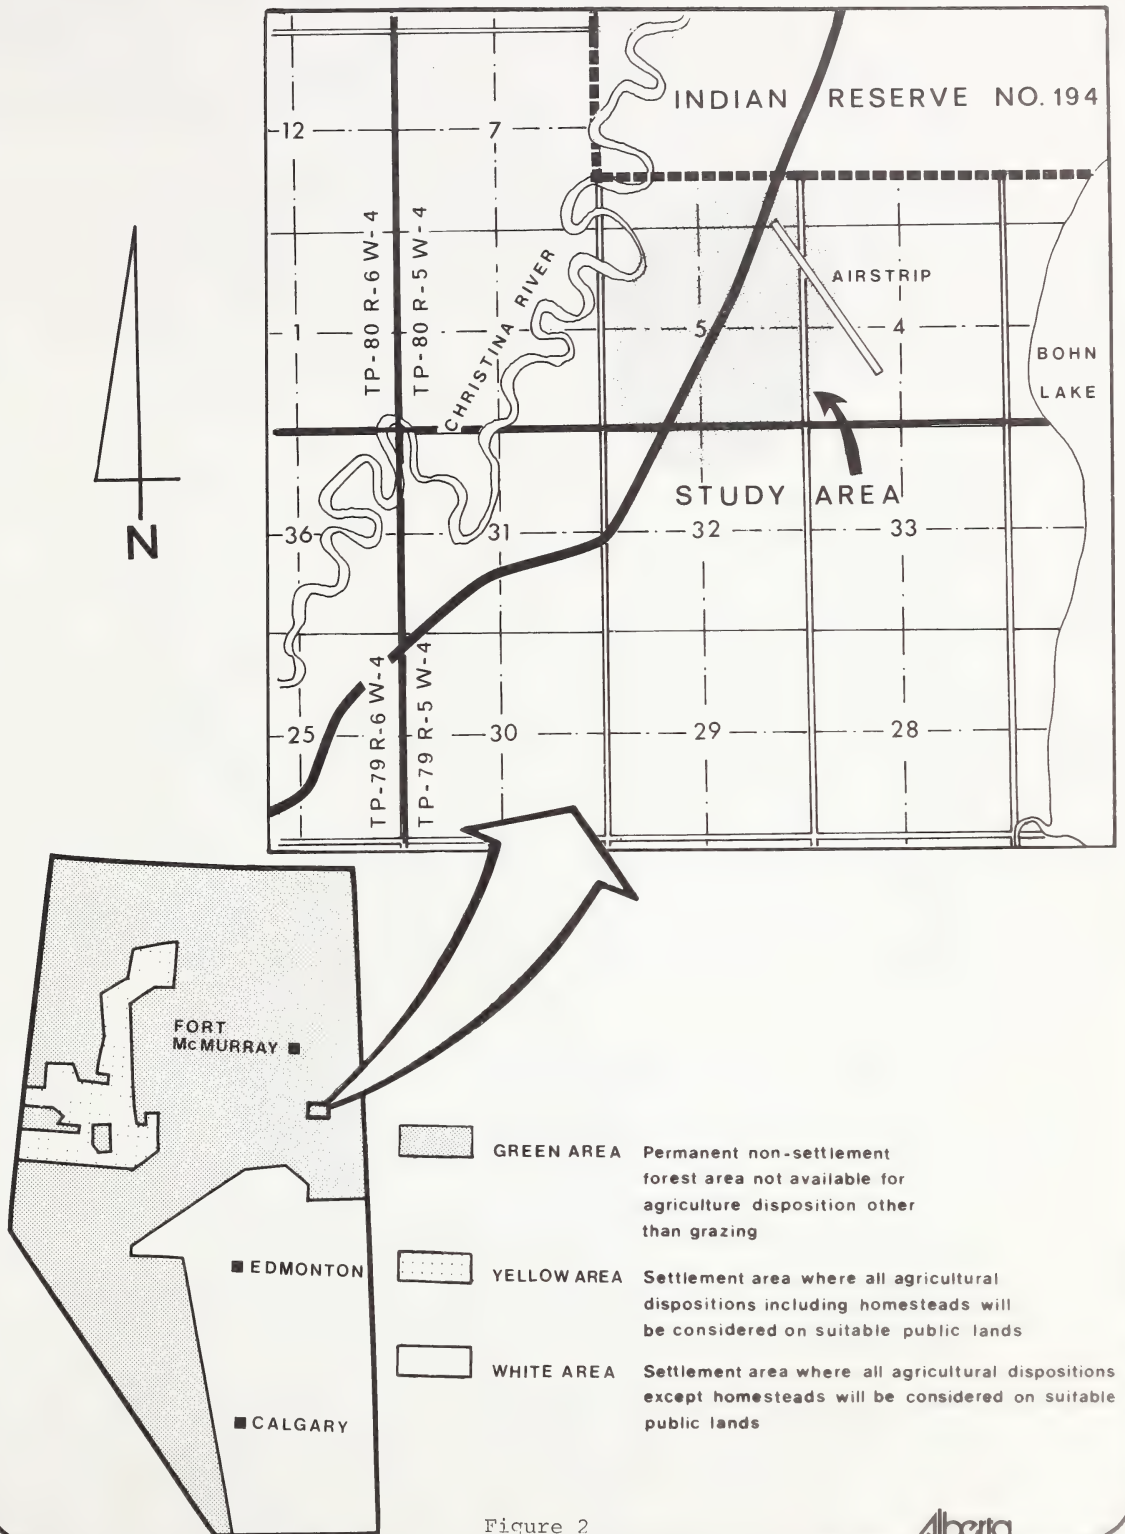 INDIAN RESERVE NO. 194
12
7
TP-80 R-6 W-4
TP-80 R-5 W-4
CHRISTINA RIVER
AIRSTRIP
1
5
4
BOHN
LAKE
STUDY AREA
36
31
32
33
N
TP-79 R-6 W-4
TP-79 R-5 W-4
25
30
29
28
FORT
McMURRAY
EDMONTON
CALGARY
GREEN AREA Permanent non-settlement
forest area not available for
agriculture disposition other
than grazing
YELLOW AREA Settlement area where all agricultural
dispositions including homesteads will
be considered on suitable public lands
WHITE AREA Settlement area where all agricultural dispositions
except homesteads will be considered on suitable
public lands
Figure 2
Alberta